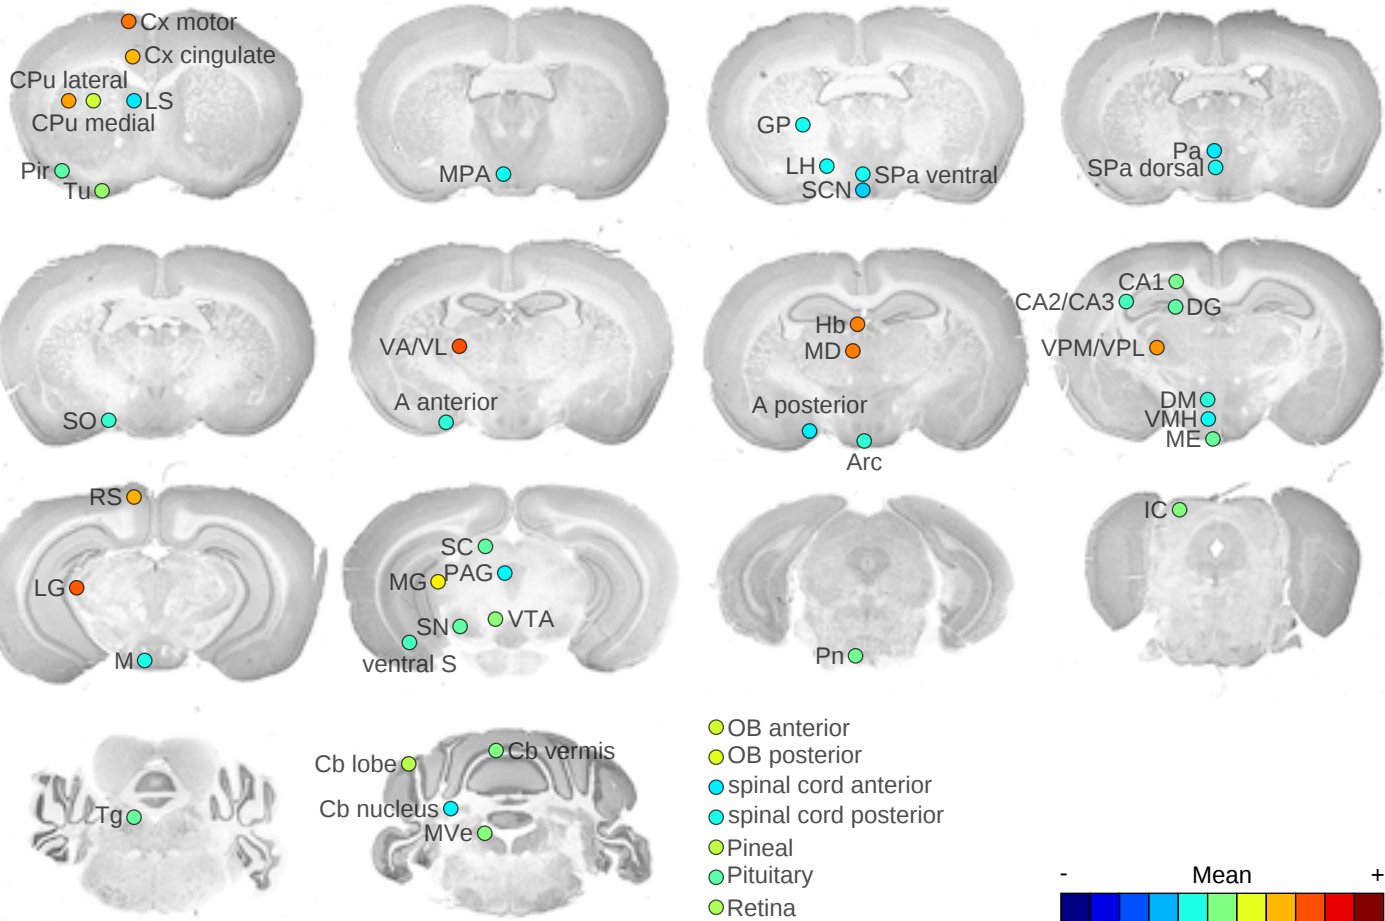 Cx motor
Cx cingulate
CPu lateral
LS
CPu medial
Pir
Tu
MPA
GP
LH
SPa ventral
SCN
Pa
SPa dorsal
SO
VA/VL
A anterior
Hb
MD
A posterior
Arc
CA1
CA2/CA3
DG
VPM/VPL
DM
VMH
ME
RS
LG
M
SC
PAG
MG
VTA
SN
ventral S
Pn
IC
Tg
Cb vermis
Cb lobe
Cb nucleus
MVe
OB anterior
OB posterior
spinal cord anterior
spinal cord posterior
Pineal
Pituitary
Retina
- Mean +